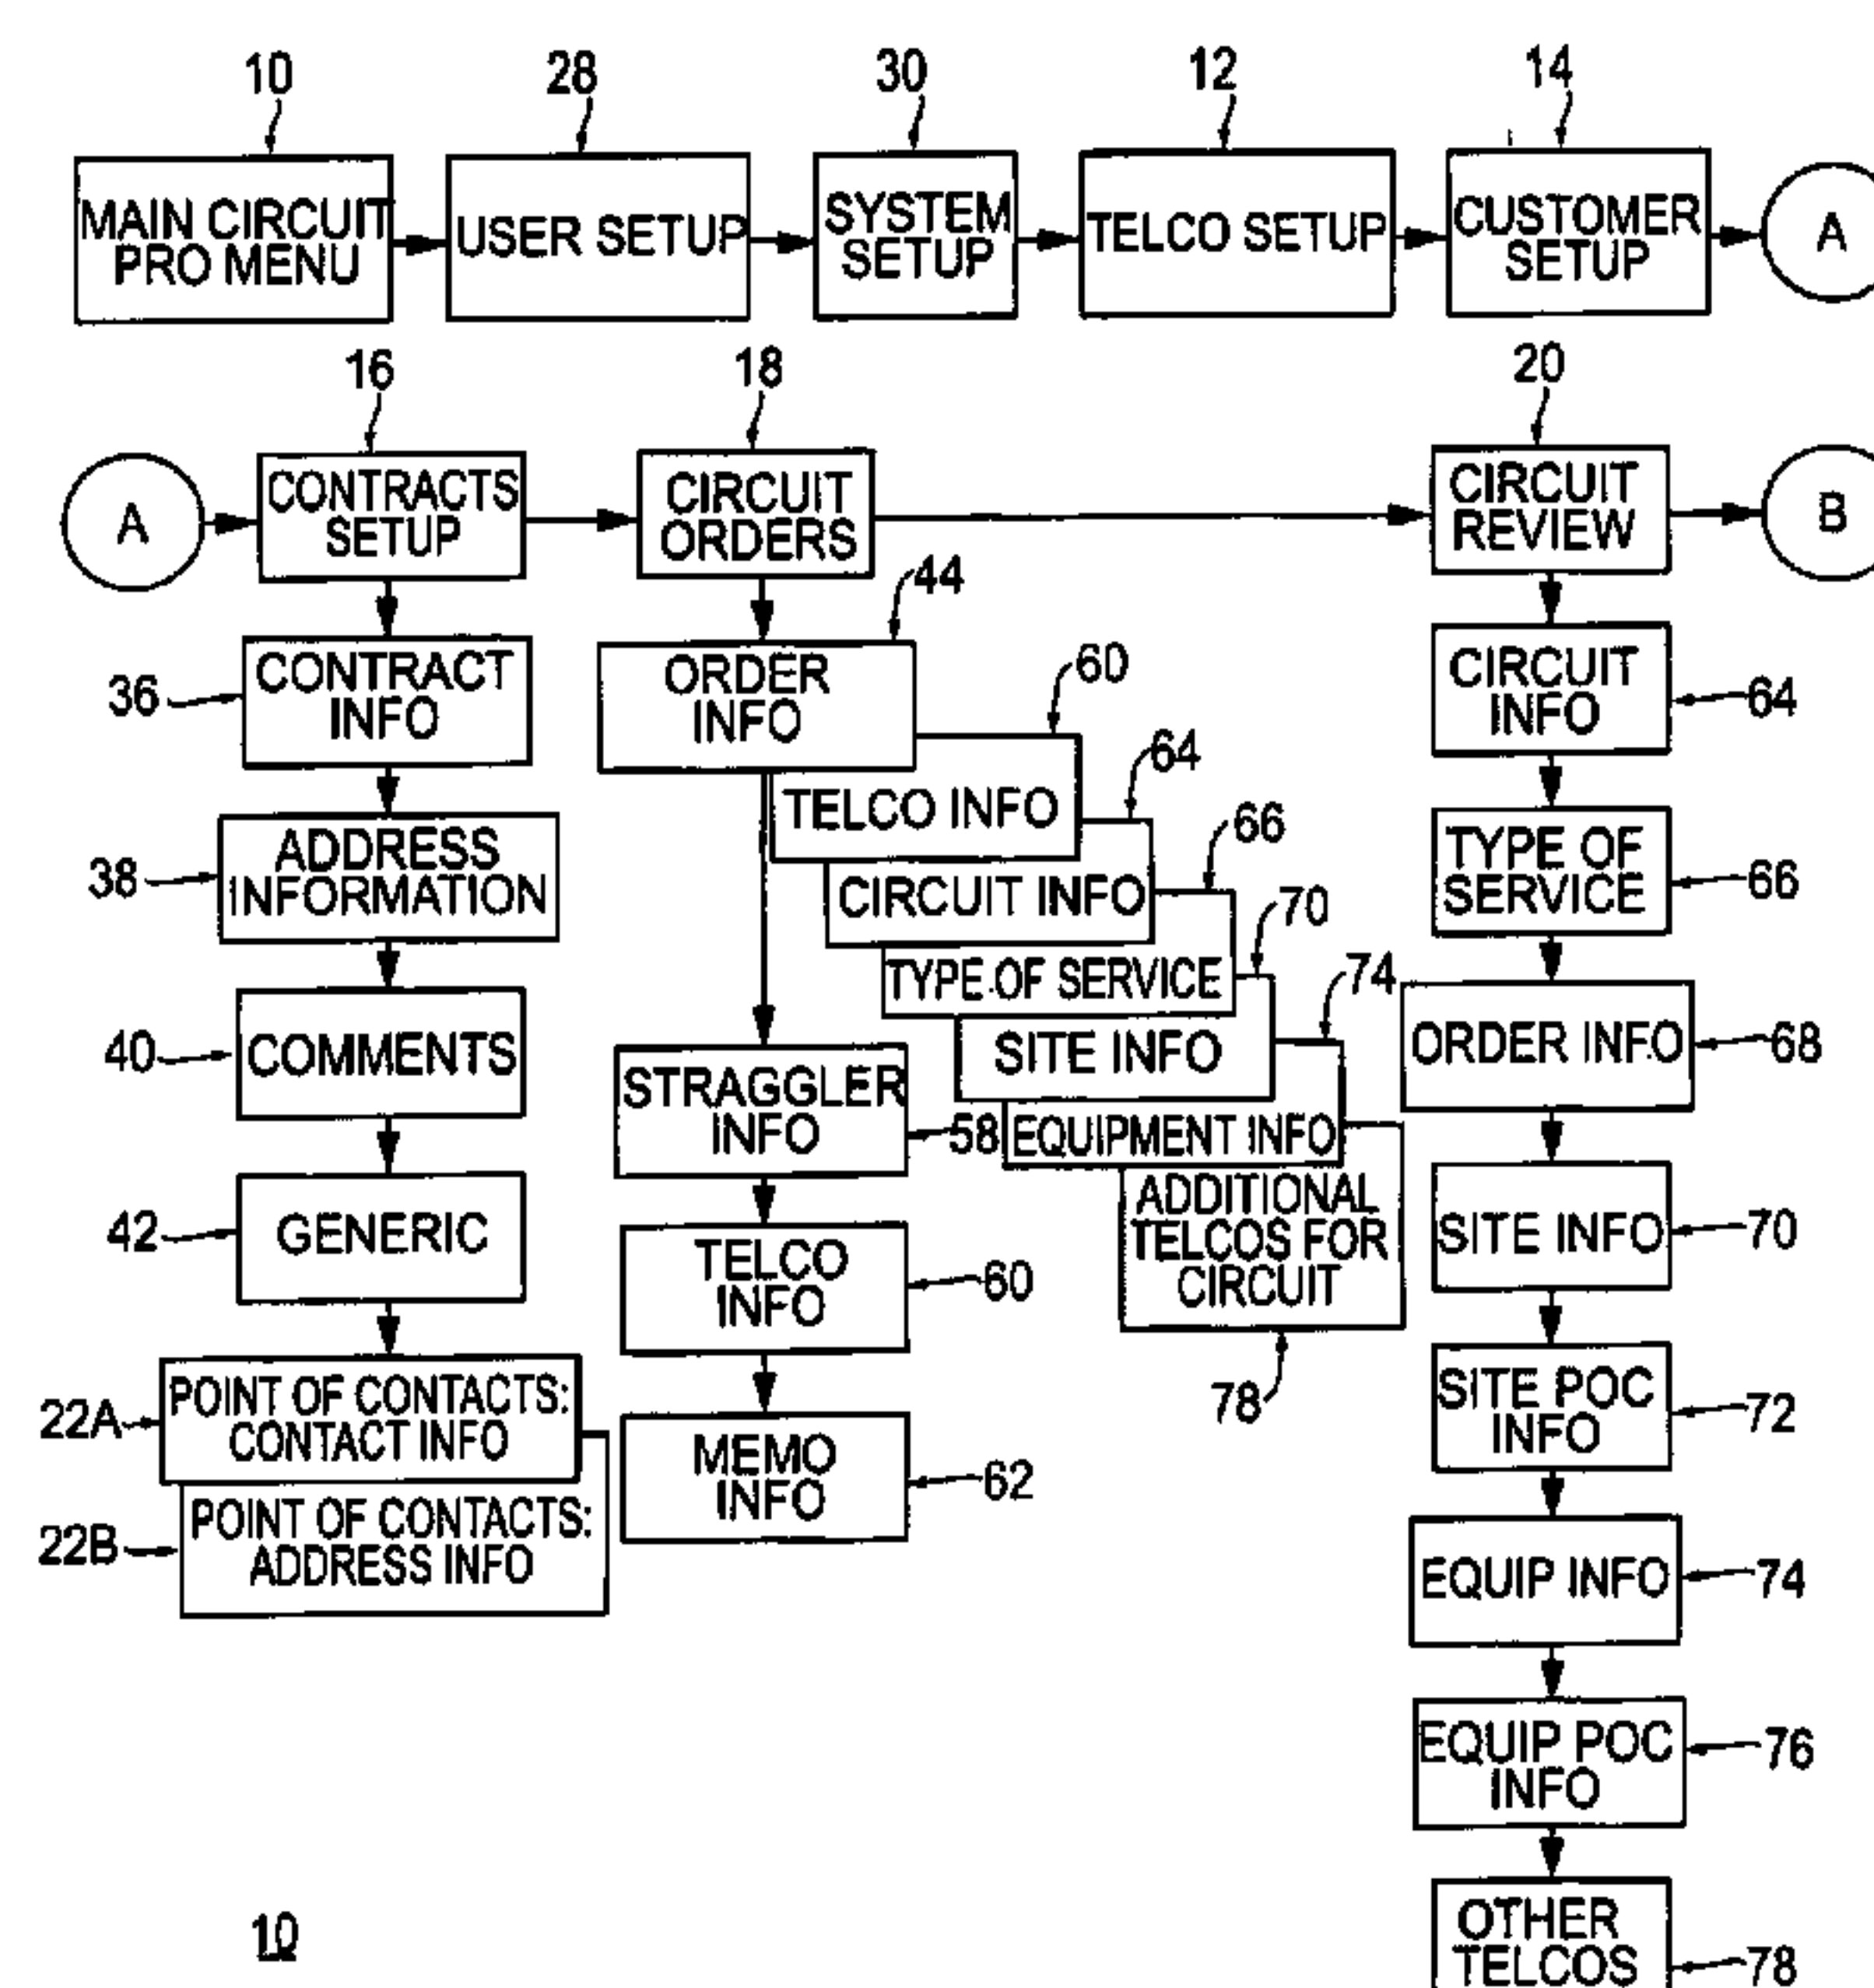 10
28
30
12
14
MAIN CIRCUIT
PRO MENU
USER SETUP
SYSTEM
SETUP
TELCO SETUP
CUSTOMER
SETUP
A
16
18
20
A
CONTRACTS
SETUP
CIRCUIT
ORDERS
CIRCUIT
REVIEW
B
36
CONTRACT
INFO
38
ADDRESS
INFORMATION
40
COMMENTS
42
GENERIC
22A
POINT OF CONTACTS:
CONTACT INFO
22B
POINT OF CONTACTS:
ADDRESS INFO
44
ORDER
INFO
60
TELCO INFO
64
CIRCUIT INFO
66
TYPE OF SERVICE
70
SITE INFO
74
EQUIPMENT INFO
ADDITIONAL
TELCOS FOR
CIRCUIT
78
STRAGGLER
INFO
58
TELCO
INFO
60
MEMO
INFO
62
CIRCUIT
INFO
64
TYPE OF
SERVICE
66
ORDER INFO
68
SITE INFO
70
SITE POC
INFO
72
EQUIP INFO
74
EQUIP POC
INFO
76
OTHER
TELCOS
78
10